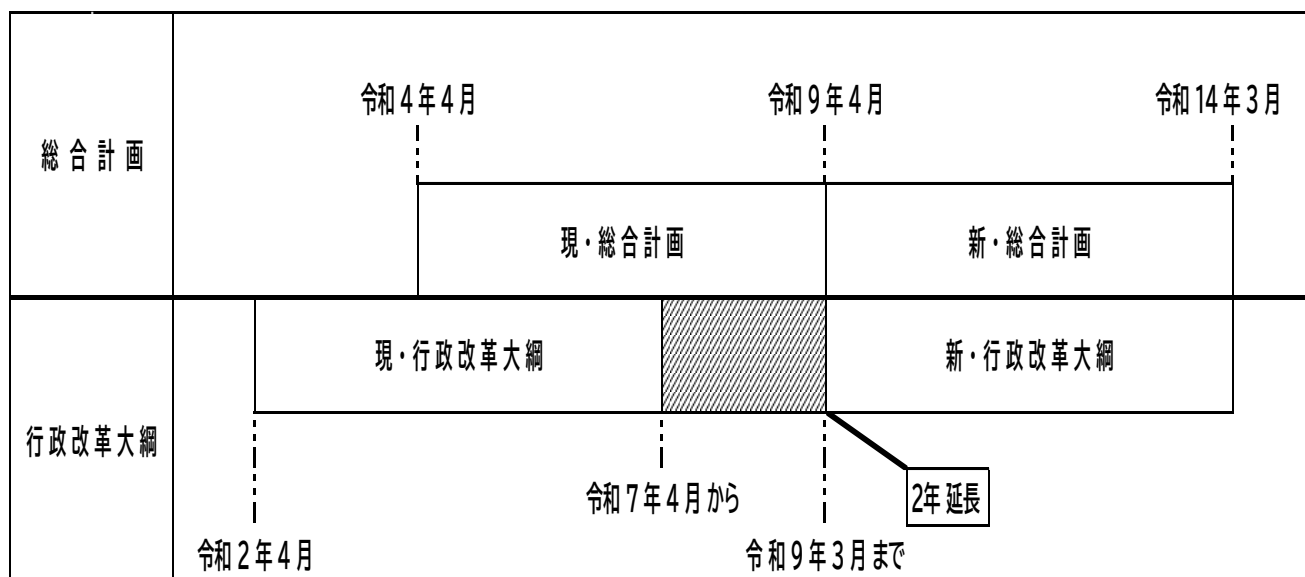 令和4年4月
令和9年4月
令和14年3月
総合計画
現・総合計画
新・総合計画
現・行政改革大綱
新・行政改革大綱
行政改革大綱
令和7年4月から
2年延長
令和2年4月
令和9年3月まで